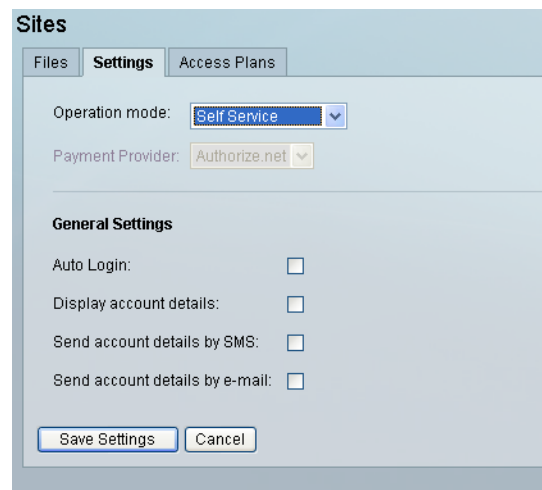 Sites
Files Settings Access Plans
Operation mode: Self Service
Payment Provider: Authorize.net
General Settings
Auto Login:
Display account details:
Send account details by SMS:
Send account details by e-mail:
Save Settings Cancel